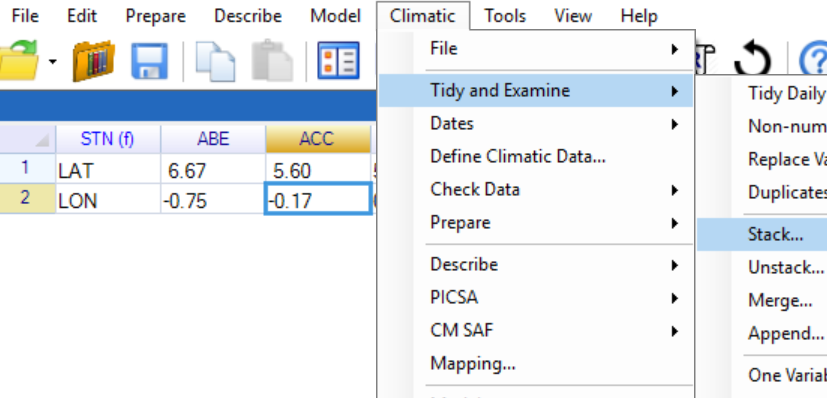 File Edit Prepare Describe Model Climatic Tools View Help
File
Tidy and Examine
Dates
Define Climatic Data...
Check Data
Prepare
Describe
PICSA
CM SAF
Mapping...
Tidy Daily
Non-num
Replace Va
Duplicates
Stack...
Unstack...
Merge...
Append...
One Varial
STN (f) ABE ACC
1 LAT 6.67 5.60
2 LON -0.75 -0.17